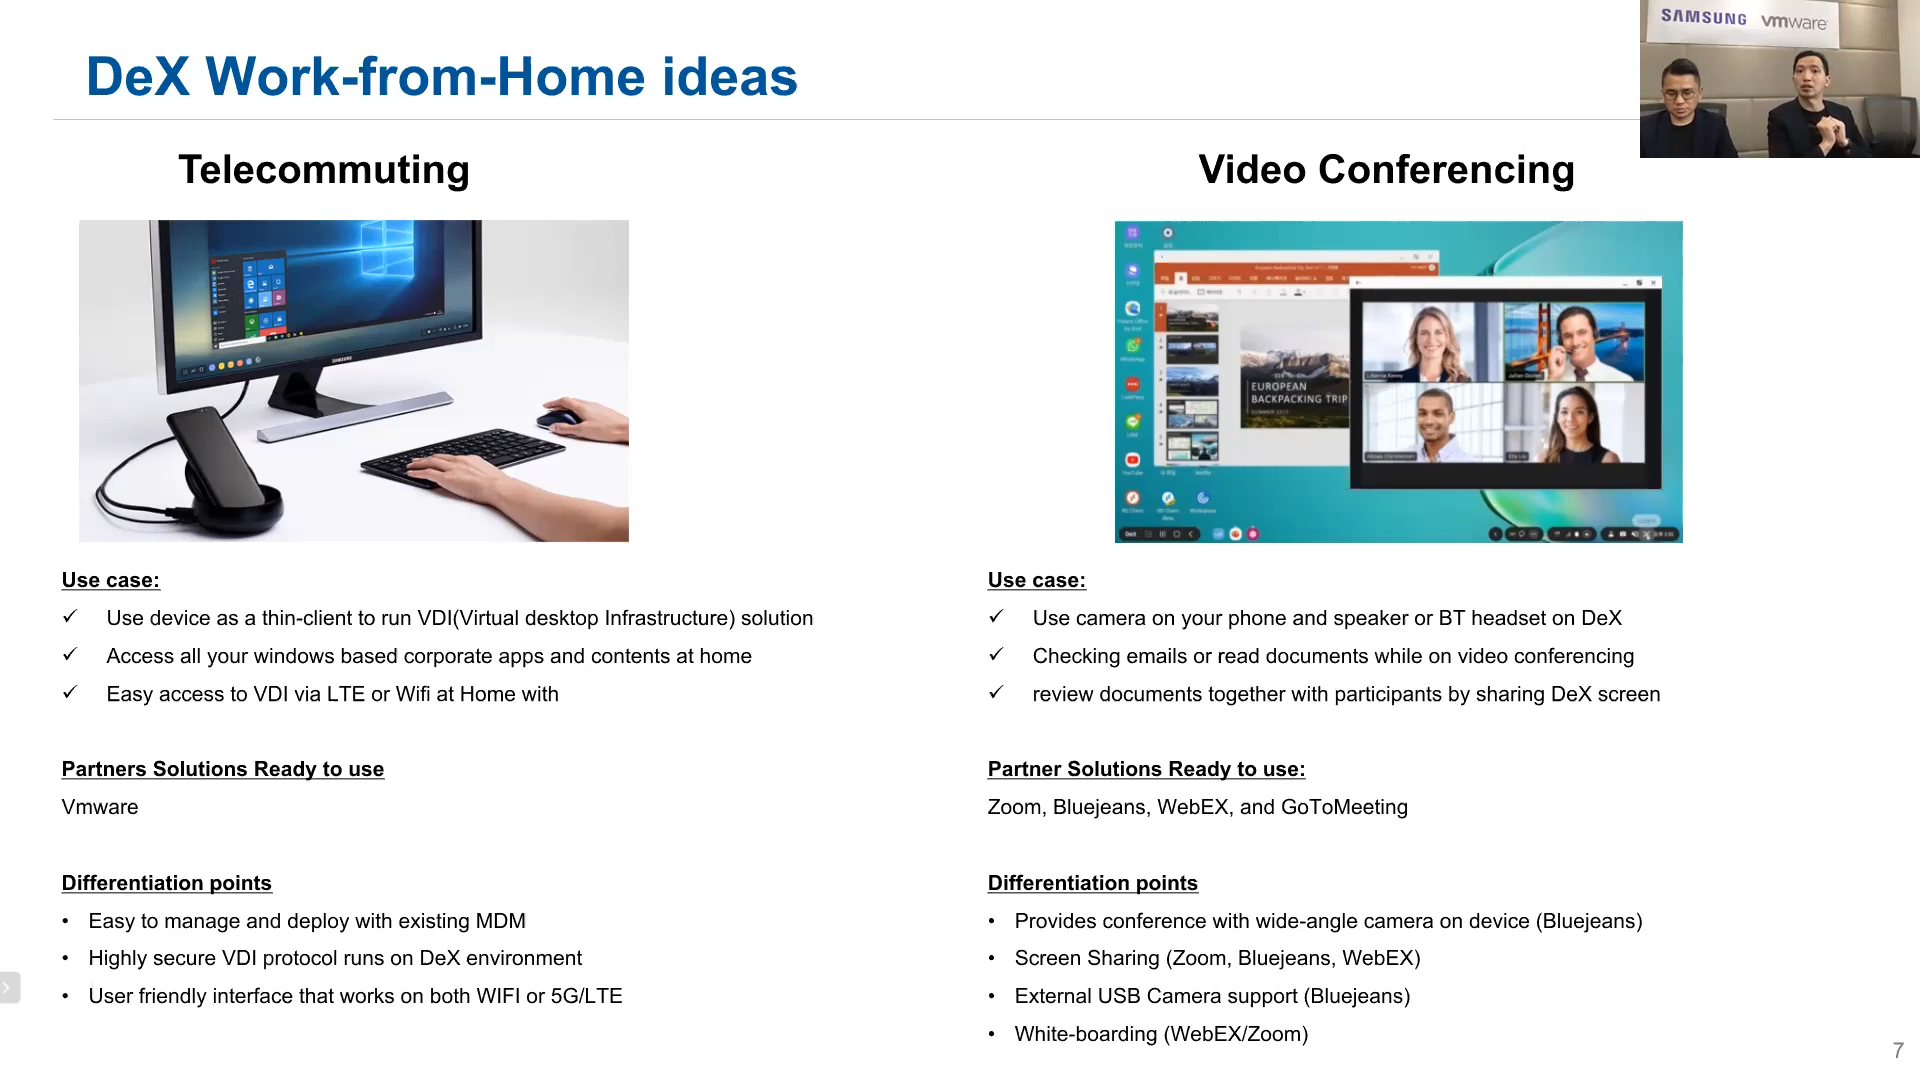 DeX Work-from-Home ideas
SAMSUNG vmware
Telecommuting
Video Conferencing
SAMSUNG
EUROPEAN
BACKPACKING TRIP
SUMMER 2017
Use case:
✓ Use device as a thin-client to run VDI(Virtual desktop Infrastructure) solution
✓ Access all your windows based corporate apps and contents at home
✓ Easy access to VDI via LTE or Wifi at Home with
Partners Solutions Ready to use
Vmware
Differentiation points
• Easy to manage and deploy with existing MDM
• Highly secure VDI protocol runs on DeX environment
• User friendly interface that works on both WIFI or 5G/LTE
Use case:
✓ Use camera on your phone and speaker or BT headset on DeX
✓ Checking emails or read documents while on video conferencing
✓ review documents together with participants by sharing DeX screen
Partner Solutions Ready to use:
Zoom, Bluejeans, WebEX, and GoToMeeting
Differentiation points
• Provides conference with wide-angle camera on device (Bluejeans)
• Screen Sharing (Zoom, Bluejeans, WebEX)
• External USB Camera support (Bluejeans)
• White-boarding (WebEX/Zoom)
7